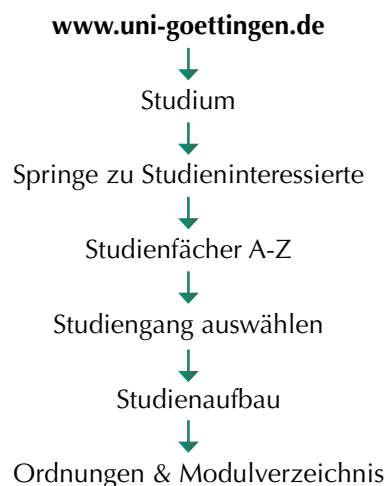 www.uni-goettingen.de
Studium
Springe zu Studieninteressierte
Studienfächer A-Z
Studiengang auswählen
Studienaufbau
Ordnungen & Modulverzeichnis